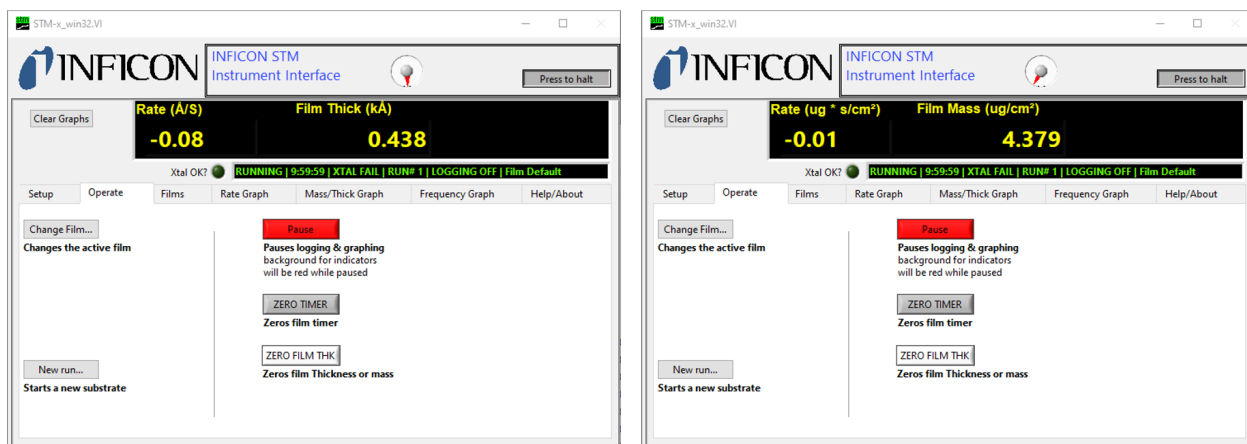 STM-x_win32.VI
INFICON
INFICON STM
Instrument Interface
Press to halt
Clear Graphs
Rate (Å/S)
Film Thick (kÅ)
-0.08
0.438
Xtal OK?
RUNNING | 9:59:59 | XTAL FAIL | RUN# 1 | LOGGING OFF | Film Default
Setup Operate Films Rate Graph Mass/Thick Graph Frequency Graph Help/About
Change Film...
Changes the active film
Pause
Pauses logging & graphing
background for indicators
will be red while paused
ZERO TIMER
Zeros film timer
ZERO FILM THK
Zeros film Thickness or mass
New run...
Starts a new substrate
STM-x_win32.VI
INFICON
INFICON STM
Instrument Interface
Press to halt
Clear Graphs
Rate (ug * s/cm²)
Film Mass (ug/cm²)
-0.01
4.379
Xtal OK?
RUNNING | 9:59:59 | XTAL FAIL | RUN# 1 | LOGGING OFF | Film Default
Setup Operate Films Rate Graph Mass/Thick Graph Frequency Graph Help/About
Change Film...
Changes the active film
Pause
Pauses logging & graphing
background for indicators
will be red while paused
ZERO TIMER
Zeros film timer
ZERO FILM THK
Zeros film Thickness or mass
New run...
Starts a new substrate